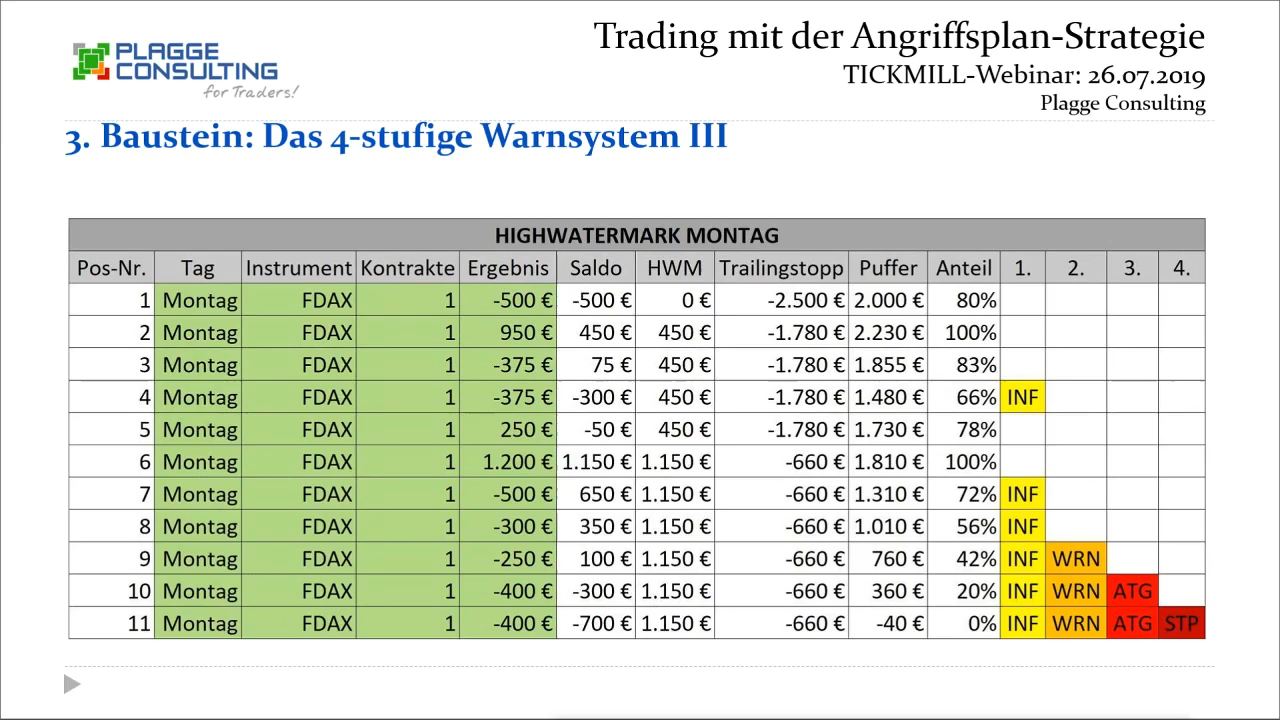 PLAGGE
CONSULTING
for Traders!
Trading mit der Angriffsplan-Strategie
TICKMILL-Webinar: 26.07.2019
Plagge Consulting
3. Baustein: Das 4-stufige Warnsystem III
HIGHWATERMARK MONTAG
Pos-Nr. Tag Instrument Kontrakte Ergebnis Saldo HWM Trailingstopp Puffer Anteil 1. 2. 3. 4.
1 Montag FDAX 1 -500 € -500 € 0 € -2.500 € 2.000 € 80%
2 Montag FDAX 1 950 € 450 € 450 € -1.780 € 2.230 € 100%
3 Montag FDAX 1 -375 € 75 € 450 € -1.780 € 1.855 € 83%
4 Montag FDAX 1 -375 € -300 € 450 € -1.780 € 1.480 € 66% INF
5 Montag FDAX 1 250 € -50 € 450 € -1.780 € 1.730 € 78%
6 Montag FDAX 1 1.200 € 1.150 € 1.150 € -660 € 1.810 € 100%
7 Montag FDAX 1 -500 € 650 € 1.150 € -660 € 1.310 € 72% INF
8 Montag FDAX 1 -300 € 350 € 1.150 € -660 € 1.010 € 56% INF
9 Montag FDAX 1 -250 € 100 € 1.150 € -660 € 760 € 42% INF WRN
10 Montag FDAX 1 -400 € -300 € 1.150 € -660 € 360 € 20% INF WRN ATG
11 Montag FDAX 1 -400 € -700 € 1.150 € -660 € -40 € 0% INF WRN ATG STP